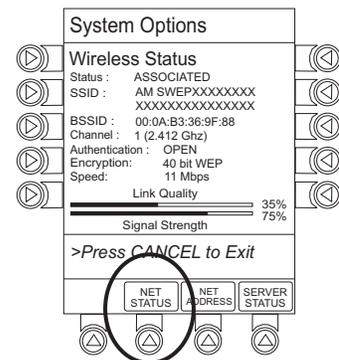 System Options
Wireless Status
Status : ASSOCIATED
SSID : AM SWEPXXXXXXXX
XXXXXXXXXXXXXXX
BSSID : 00:0A:B3:36:9F:88
Channel : 1 (2.412 Ghz)
Authentication : OPEN
Encryption: 40 bit WEP
Speed: 11 Mbps
Link Quality
35%
75%
Signal Strength
>Press CANCEL to Exit
NET STATUS
NET ADDRESS
SERVER STATUS